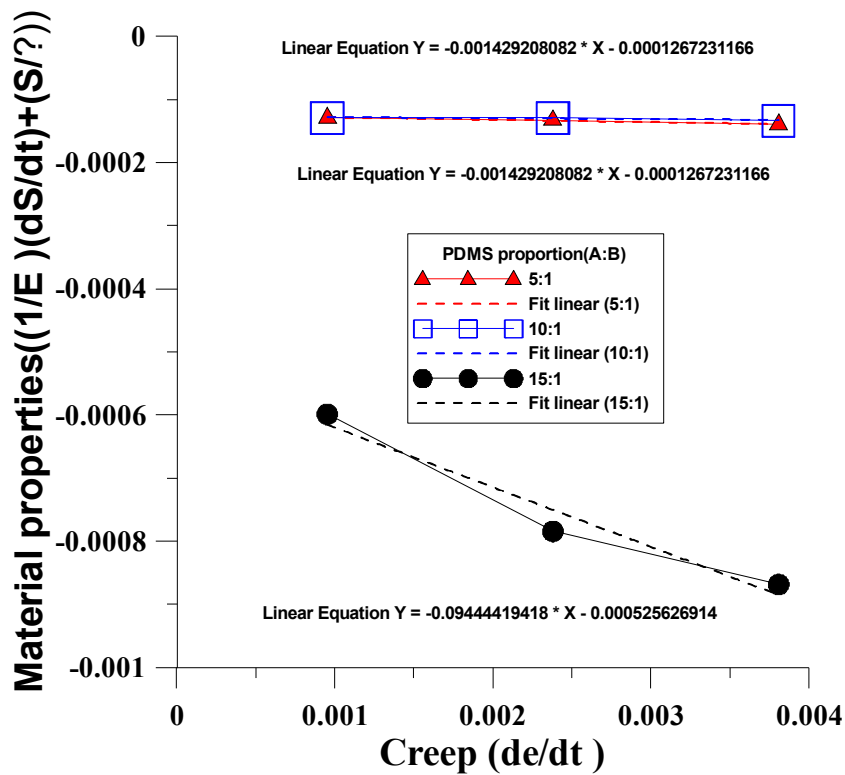 Material properties((1/E )(dS/dt)+(S/?))
0
-0.0002
-0.0004
-0.0006
-0.0008
-0.001
Linear Equation Y = -0.001429208082 * X - 0.0001267231166
Linear Equation Y = -0.001429208082 * X - 0.0001267231166
PDMS proportion(A:B)
5:1
Fit linear (5:1)
10:1
Fit linear (10:1)
15:1
Fit linear (15:1)
Linear Equation Y = -0.09444419418 * X - 0.000525626914
0 0.001 0.002 0.003 0.004
Creep (de/dt )